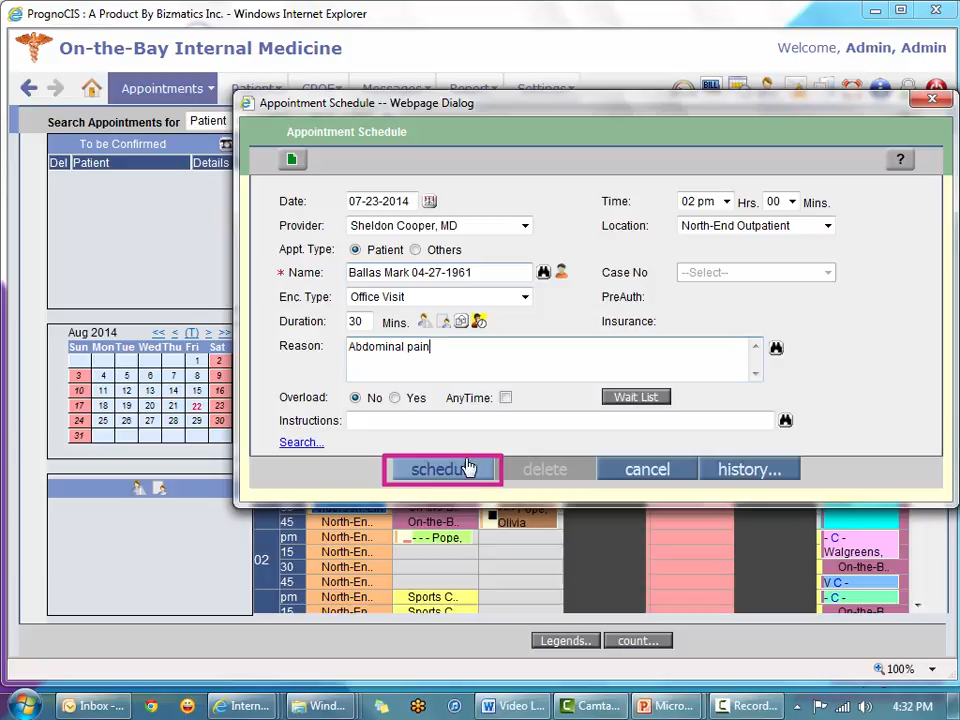 PrognoCIS : A Product By Bizmatics Inc. - Windows Internet Explorer
On-the-Bay Internal Medicine
Welcome, Admin, Admin
Appointments
Search Appointments for Patient
To be Confirmed
Del Patient Details
Appointment Schedule -- Webpage Dialog
Appointment Schedule
?
Date: 07-23-2014 Time: 02 pm Hrs. 00 Mins.
Provider: Sheldon Cooper, MD Location: North-End Outpatient
Appt. Type: Patient Others
* Name: Ballas Mark 04-27-1961 Case No --Select--
Enc. Type: Office Visit PreAuth:
Duration: 30 Mins. Insurance:
Reason: Abdominal pain
Overload: No Yes AnyTime: Wait List
Instructions:
Search...
delete cancel history...
Aug 2014 << < (T) > >>
Sun Mon Tue Wed Thu Fri Sat
1 2
3 4 5 6 7 8 9
10 11 12 13 14 15 16
17 18 19 20 21 22 23
24 25 26 27 28 29 30
31
45 North-En.. On-the-B.. Olivia
pm North-En.. - - - Pope, - C -
15 North-En.. Walgreens,
02
30 North-En.. On-the-B..
45 North-En.. V C -
pm North-En.. Sports C.. - C -
15 North-En.. Sports C.. On-the-B..
Legends.. count...
100%
Inbox -... Intern... Wind... Video L... Camta... Micro... Record... 4:32 PM